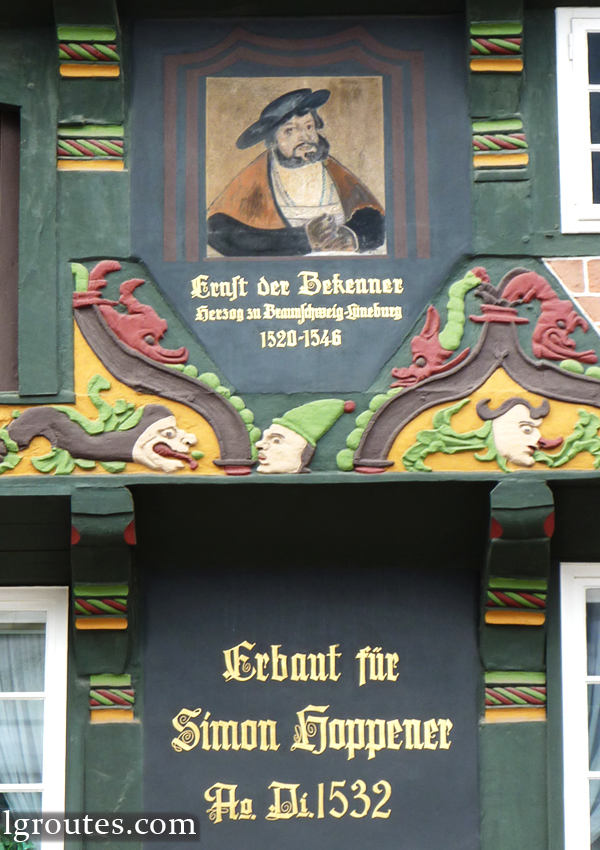 Ernst der Bekenner
Herzog zu Braunschweig-Lüneburg
1520-1546
Erbaut für
Simon Hoppener
Ao. Di. 1532
lgroutes.com